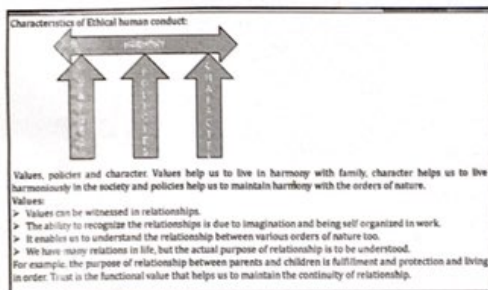 Characteristics of Ethical human conduct:
HARMONY
POLICIES
CHARACTER
Values, policies and character. Values help us to live in harmony with family, character helps us to live
harmoniously in the society and policies help us to maintain harmony with the orders of nature.
Values:
➤ Values can be witnessed in relationships.
➤ The ability to recognize the relationships is due to imagination and being self organized in work.
➤ It enables us to understand the relationship between various orders of nature too.
➤ We have many relations in life, but the actual purpose of relationship is to be understood.
For example, the purpose of relationship between parents and children is fulfillment and protection and living
in order. Trust is the functional value that helps us to maintain the continuity of relationship.